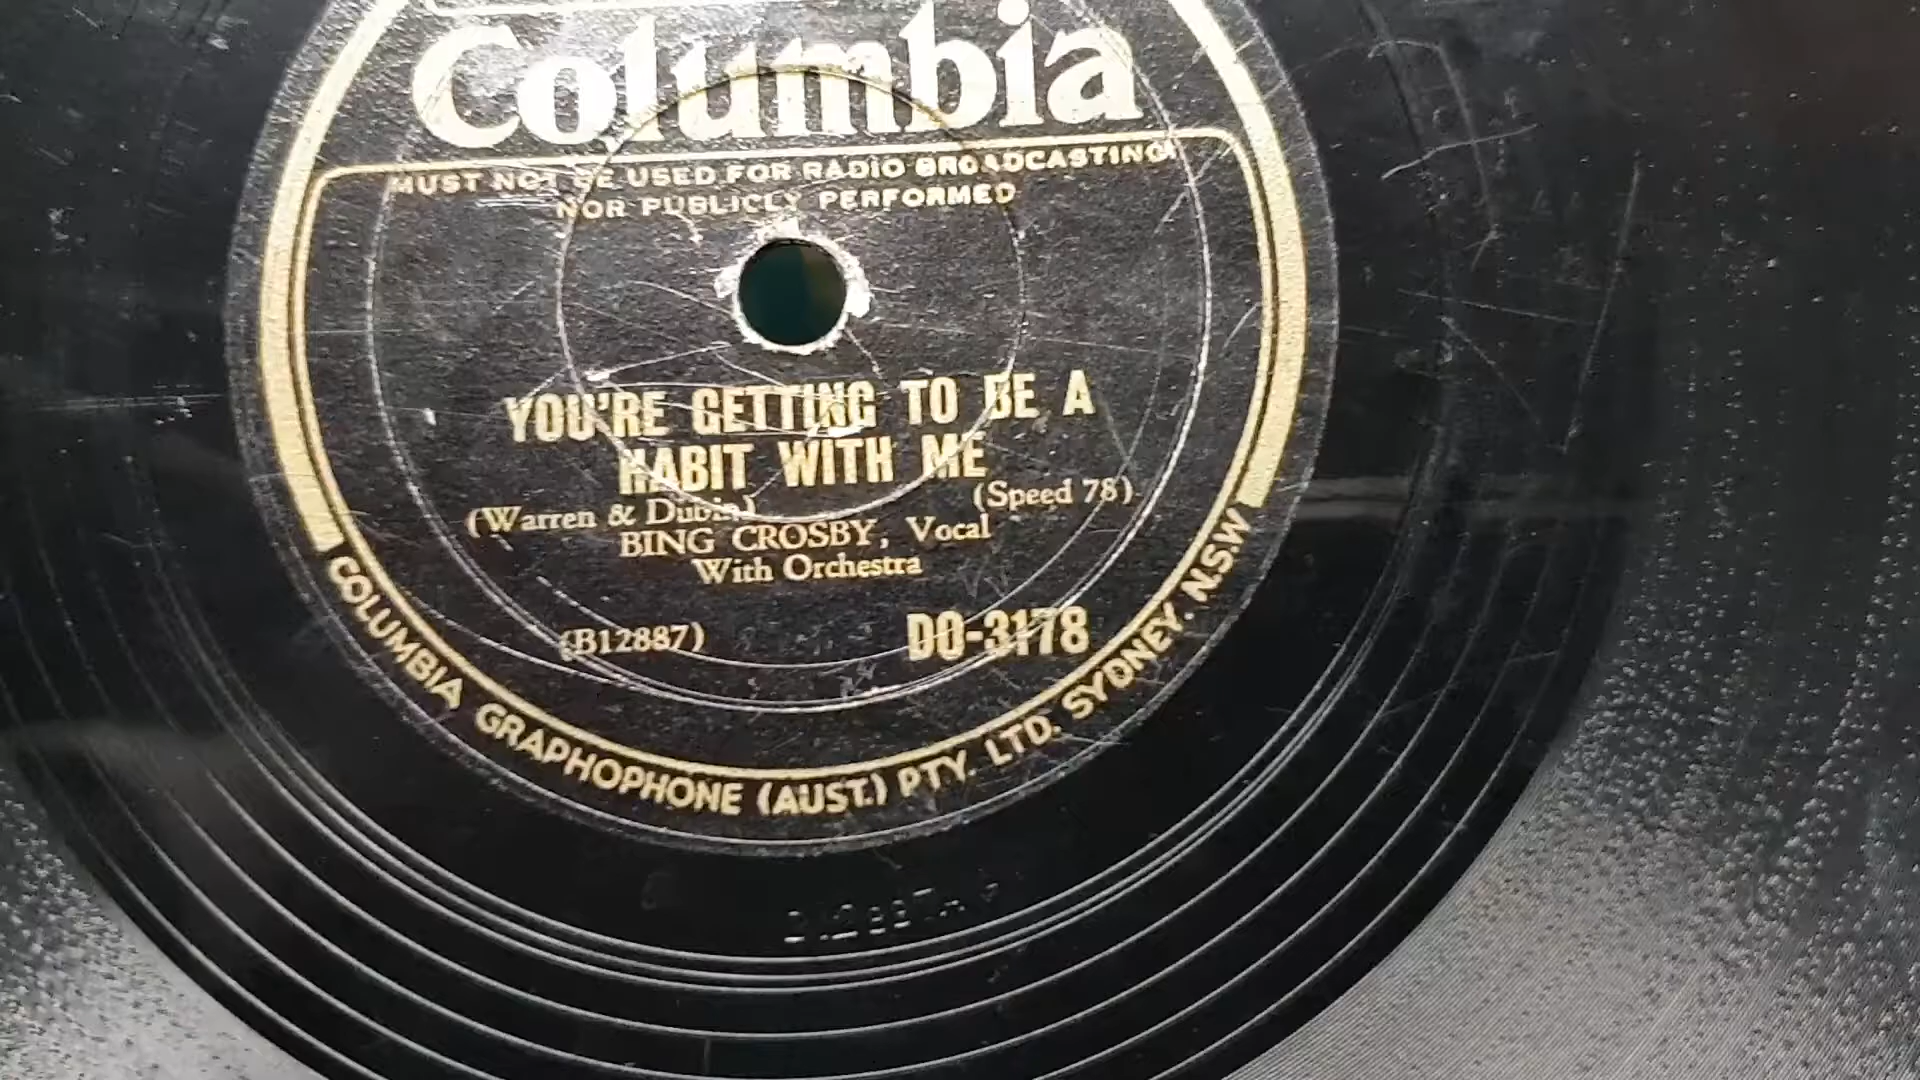 Columbia
MUST NOT BE USED FOR RADIO BROADCASTING
NOR PUBLICLY PERFORMED
YOU'RE GETTING TO BE A
HABIT WITH ME
(Speed 78)
(Warren & Dubin)
BING CROSBY, Vocal
With Orchestra
(B12887)
DO-3178
COLUMBIA GRAPHOPHONE (AUST.) PTY. LTD. SYDNEY. N.S.W